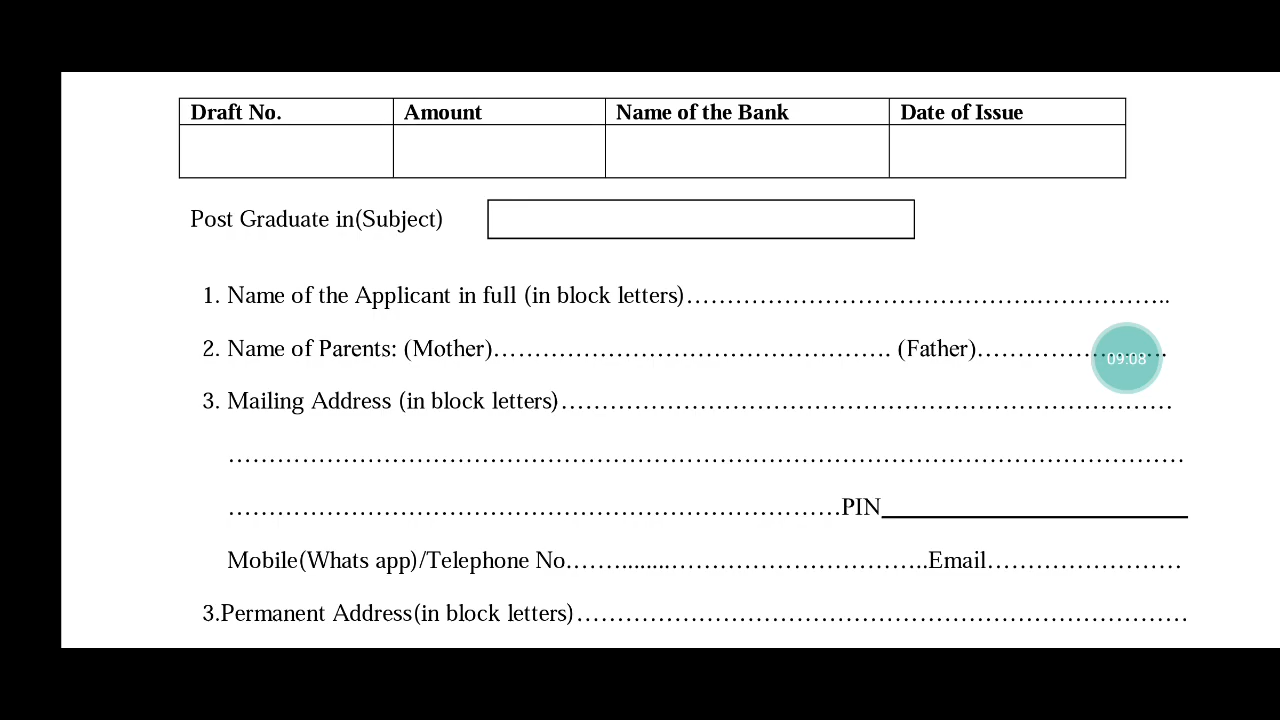 Draft No. Amount Name of the Bank Date of Issue
Post Graduate in(Subject)
1. Name of the Applicant in full (in block letters)…………………………………….……………..
2. Name of Parents: (Mother)…………………………………………. (Father)…………………….
09:08
3. Mailing Address (in block letters)…………………………………………………………………
………………………………………………………………………………………………………
…………………………………………………………………PIN__________________________
Mobile(Whats app)/Telephone No.……........…………………………..Email……………………
3.Permanent Address(in block letters)…………………………………………………………………